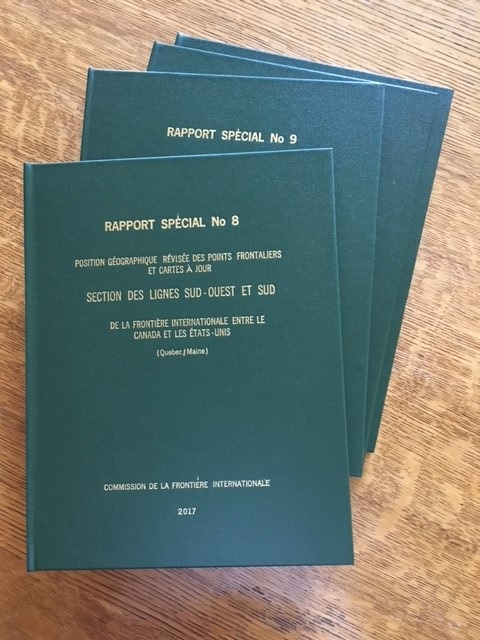 RAPPORT SPÉCIAL No 9
RAPPORT SPÉCIAL No 8
POSITION GÉOGRAPHIQUE RÉVISÉE DES POINTS FRONTALIERS
ET CARTES À JOUR
SECTION DES LIGNES SUD-OUEST ET SUD
DE LA FRONTIÈRE INTERNATIONALE ENTRE LE
CANADA ET LES ÉTATS-UNIS
(Quebec/Maine)
COMMISSION DE LA FRONTIÈRE INTERNATIONALE
2017